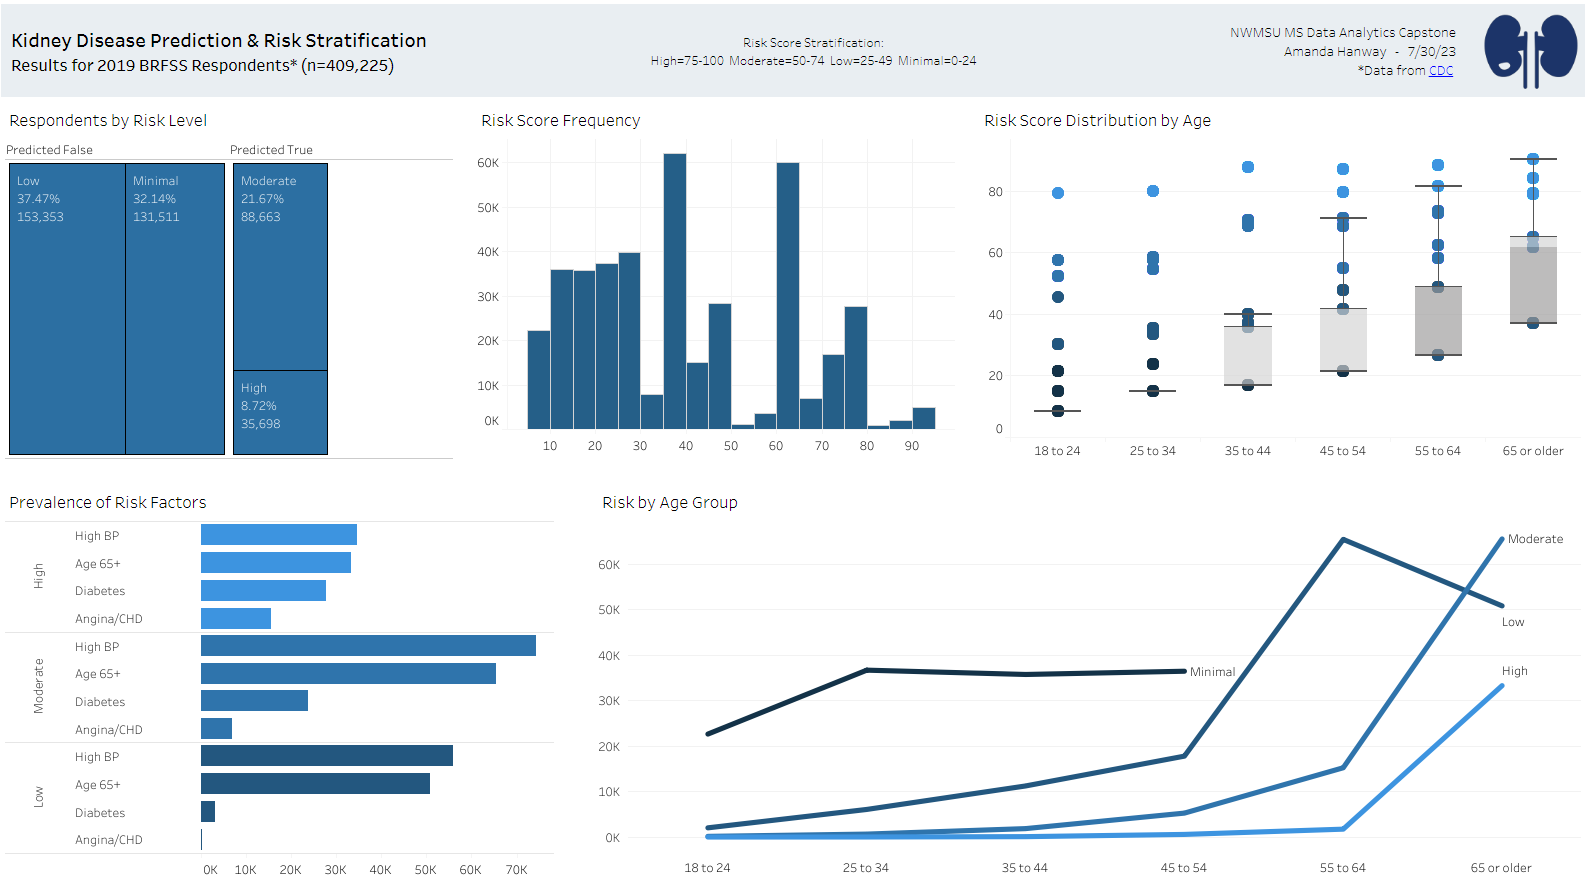 Kidney Disease Prediction & Risk Stratification
Results for 2019 BRFSS Respondents* (n=409,225)
Risk Score Stratification:
High=75-100 Moderate=50-74 Low=25-49 Minimal=0-24
NWMSU MS Data Analytics Capstone
Amanda Hanway - 7/30/23
*Data from CDC
Respondents by Risk Level
Predicted False
Predicted True
Low
37.47%
153,353
Minimal
32.14%
131,511
Moderate
21.67%
88,663
High
8.72%
35,698
Risk Score Frequency
60K
50K
40K
30K
20K
10K
0K
10 20 30 40 50 60 70 80 90
Risk Score Distribution by Age
80
60
40
20
0
18 to 24 25 to 34 35 to 44 45 to 54 55 to 64 65 or older
Prevalence of Risk Factors
High
High BP
Age 65+
Diabetes
Angina/CHD
Moderate
High BP
Age 65+
Diabetes
Angina/CHD
Low
High BP
Age 65+
Diabetes
Angina/CHD
0K 10K 20K 30K 40K 50K 60K 70K
Risk by Age Group
60K
50K
40K
30K
20K
10K
0K
Moderate
Low
High
Minimal
18 to 24 25 to 34 35 to 44 45 to 54 55 to 64 65 or older